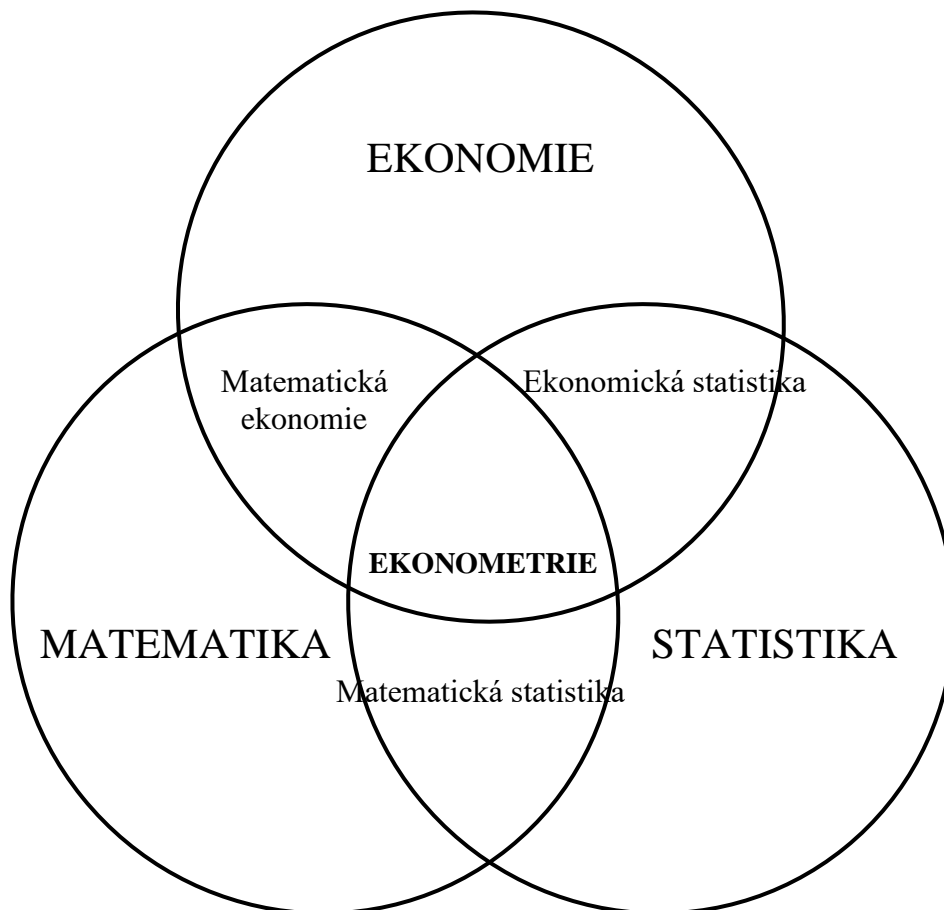 EKONOMIE
Matematická
ekonomie
Ekonomická statistika
EKONOMETRIE
MATEMATIKA
STATISTIKA
Matematická statistika